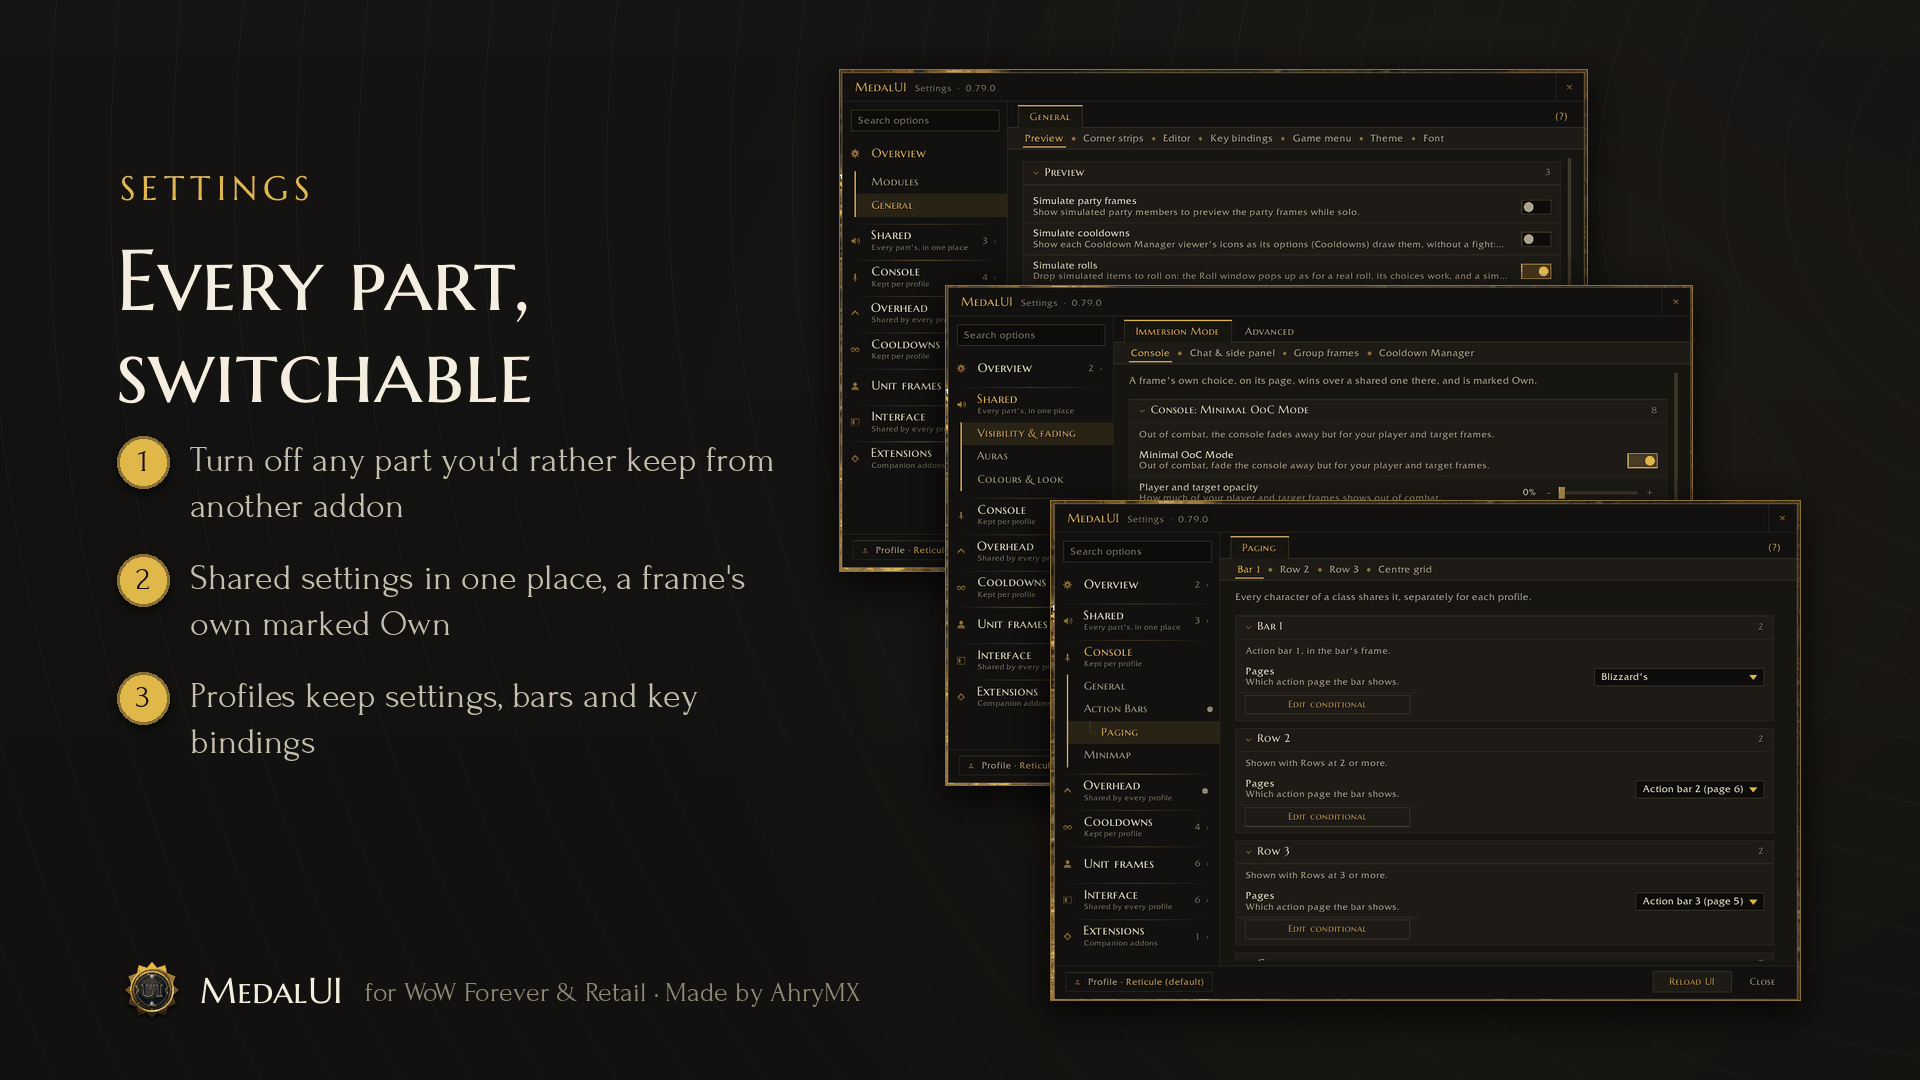 SETTINGS
EVERY PART,
SWITCHABLE
1 Turn off any part you'd rather keep from
another addon
2 Shared settings in one place, a frame's
own marked Own
3 Profiles keep settings, bars and key
bindings
UI
MEDALUI for WoW Forever & Retail · Made by AhryMX
MEDALUI Settings · 0.79.0 ×
Search options
OVERVIEW
MODULES
GENERAL
SHARED 3 ›
Every part's, in one place
CONSOLE 4 ›
Kept per profile
OVERHEAD
COOLDOWNS
Kept per profile
UNIT FRAMES
INTERFACE
EXTENSIONS
GENERAL (?)
Preview • Corner strips • Editor • Key bindings • Game menu • Theme • Font
PREVIEW 3
Simulate party frames
Show simulated party members to preview the party frames while solo.
Simulate cooldowns
Show each Cooldown Manager viewer's icons as its options (Cooldowns) draw them, without a fight:...
Simulate rolls
Drop simulated items to roll on: the Roll window pops up as for a real roll, its choices work, and a sim...
MEDALUI Settings · 0.79.0 ×
Search options
OVERVIEW 2 ›
SHARED
Every part's, in one place
VISIBILITY & FADING
AURAS
COLOURS & LOOK
CONSOLE
Kept per profile
OVERHEAD
COOLDOWNS
Kept per profile
UNIT FRAMES
INTERFACE
EXTENSIONS
IMMERSION MODE ADVANCED
Console • Chat & side panel • Group frames • Cooldown Manager
A frame's own choice, on its page, wins over a shared one there, and is marked Own.
CONSOLE: MINIMAL OOC MODE 8
Out of combat, the console fades away but for your player and target frames.
Minimal OoC Mode
Out of combat, fade the console away but for your player and target frames.
Player and target opacity 0% - +
How much of your player and target frames shows out of combat
MEDALUI Settings · 0.79.0 ×
Search options
OVERVIEW 2 ›
SHARED 3 ›
Every part's, in one place
CONSOLE
Kept per profile
GENERAL
ACTION BARS
PAGING
MINIMAP
OVERHEAD
Shared by every profile
COOLDOWNS 4 ›
Kept per profile
UNIT FRAMES 6 ›
INTERFACE 6 ›
Shared by every profile
EXTENSIONS 1 ›
Companion addons
Profile · Reticule (default)
PAGING (?)
Bar 1 • Row 2 • Row 3 • Centre grid
Every character of a class shares it, separately for each profile.
BAR 1 2
Action bar 1, in the bar's frame.
Pages
Which action page the bar shows.
Blizzard's
EDIT CONDITIONAL
ROW 2 2
Shown with Rows at 2 or more.
Pages
Which action page the bar shows.
Action bar 2 (page 6)
EDIT CONDITIONAL
ROW 3 2
Shown with Rows at 3 or more.
Pages
Which action page the bar shows.
Action bar 3 (page 5)
EDIT CONDITIONAL
RELOAD UI CLOSE